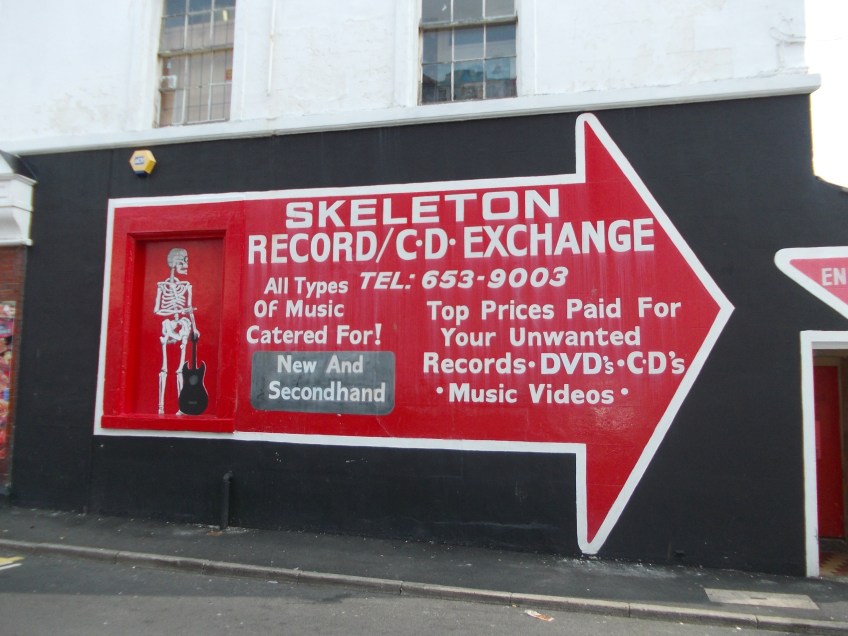 SKELETON
RECORD/C·D· EXCHANGE
TEL: 653-9003
All Types
Of Music
Catered For!
New And
Secondhand
Top Prices Paid For
Your Unwanted
Records·DVD's·CD's
·Music Videos·
EN